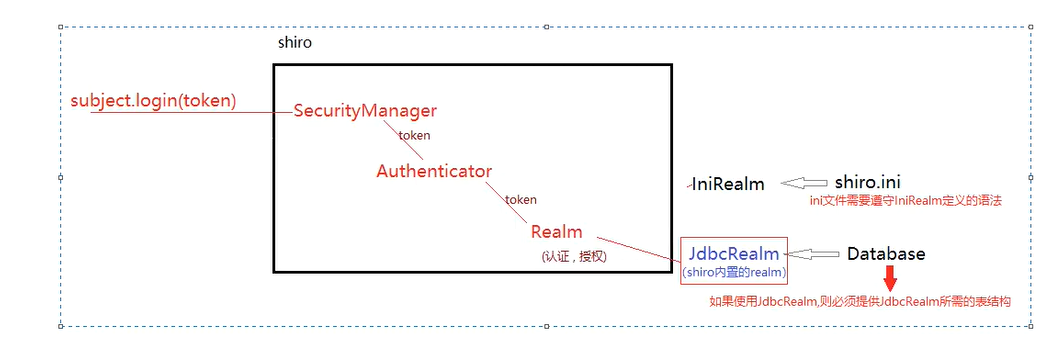 shiro
subject.login(token)
SecurityManager
token
Authenticator
token
Realm
(认证 , 授权)
IniRealm
shiro.ini
ini文件需要遵守IniRealm定义的语法
JdbcRealm
(shiro内置的realm)
Database
如果使用JdbcRealm,则必须提供JdbcRealm所需的表结构